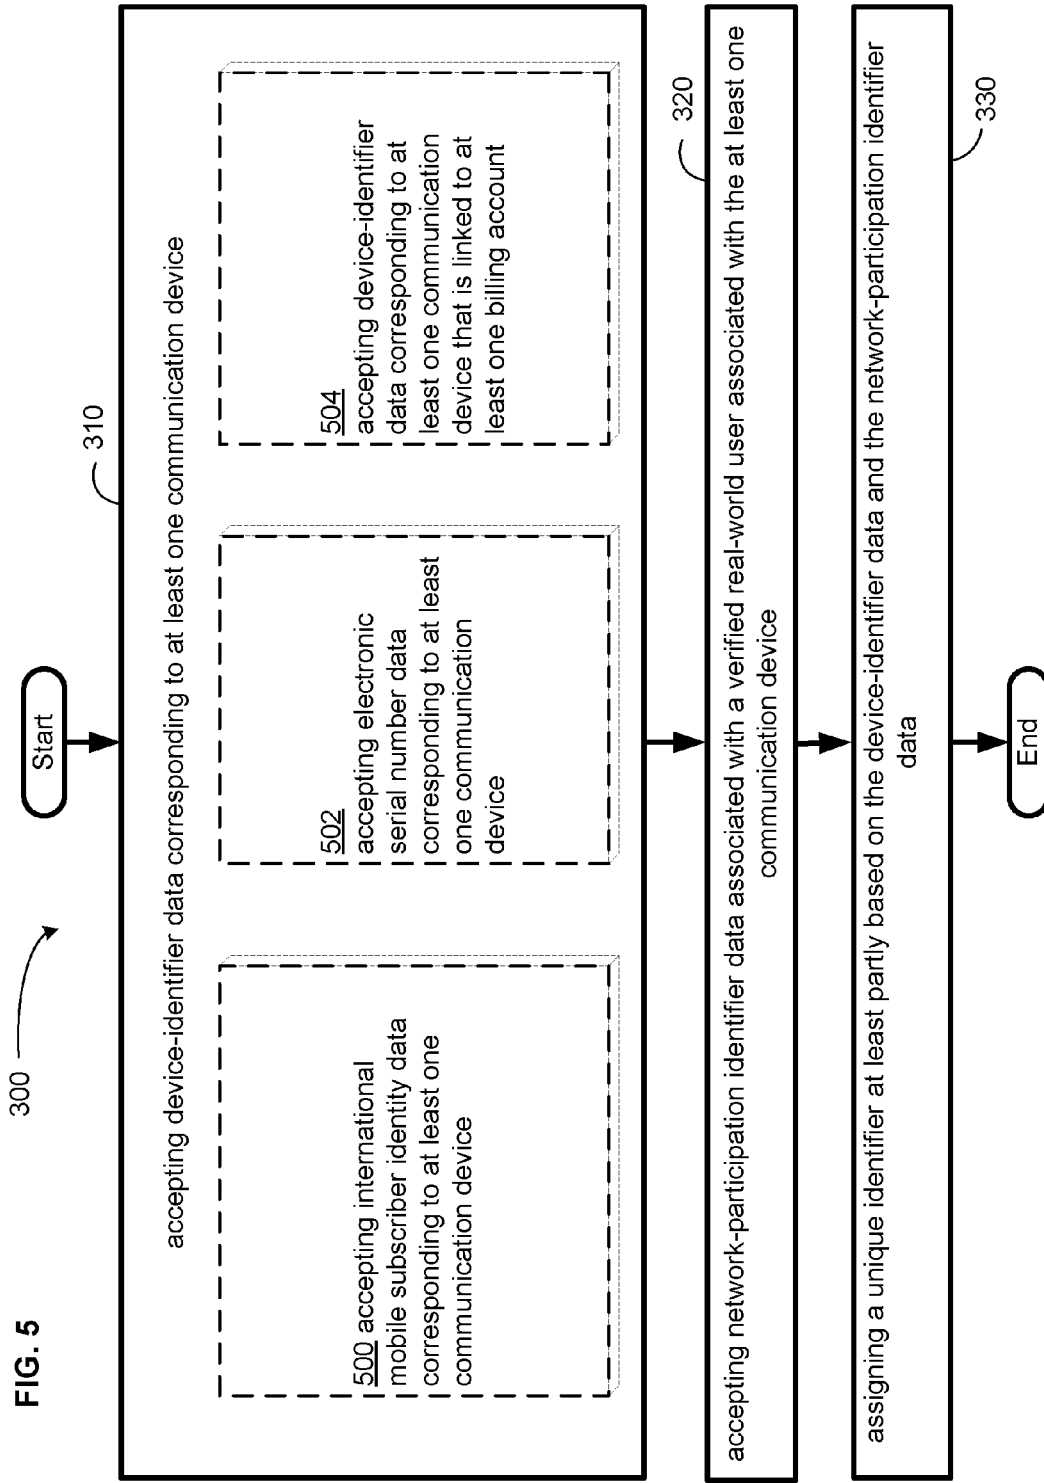 FIG. 5
300
Start
310
accepting device-identifier data corresponding to at least one communication device
500 accepting international
mobile subscriber identity data
corresponding to at least one
communication device
502
accepting electronic
serial number data
corresponding to at least
one communication
device
504
accepting device-identifier
data corresponding to at
least one communication
device that is linked to at
least one billing account
320
accepting network-participation identifier data associated with a verified real-world user associated with the at least one
communication device
330
assigning a unique identifier at least partly based on the device-identifier data and the network-participation identifier
data
End